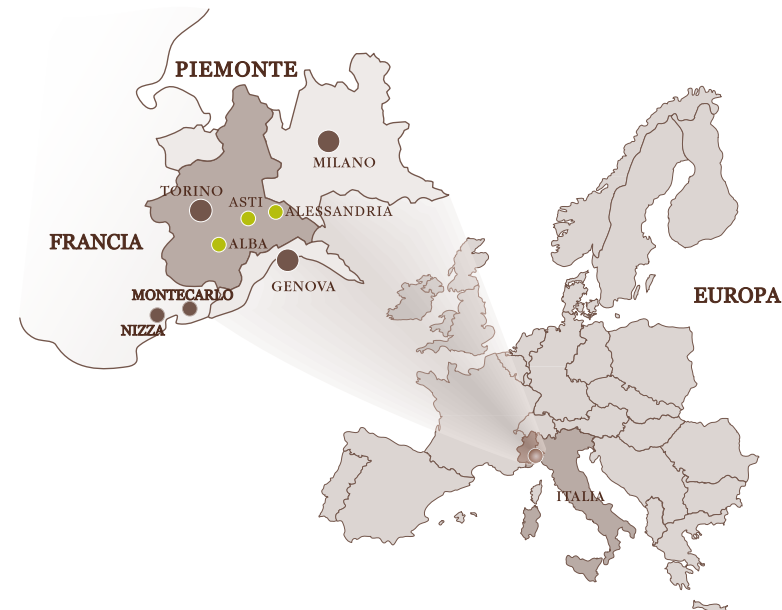 PIEMONTE
MILANO
TORINO
ASTI
ALESSANDRIA
FRANCIA
ALBA
GENOVA
MONTECARLO
EUROPA
NIZZA
ITALIA